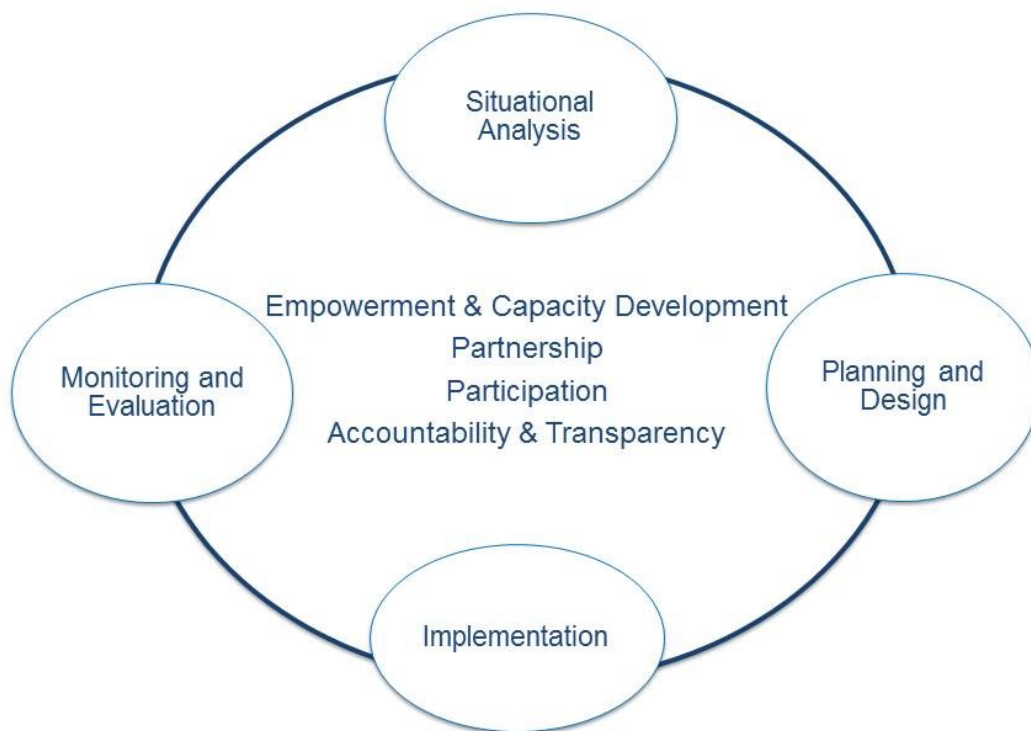 Situational
Analysis
Empowerment & Capacity Development
Partnership
Participation
Accountability & Transparency
Monitoring and
Evaluation
Planning and
Design
Implementation